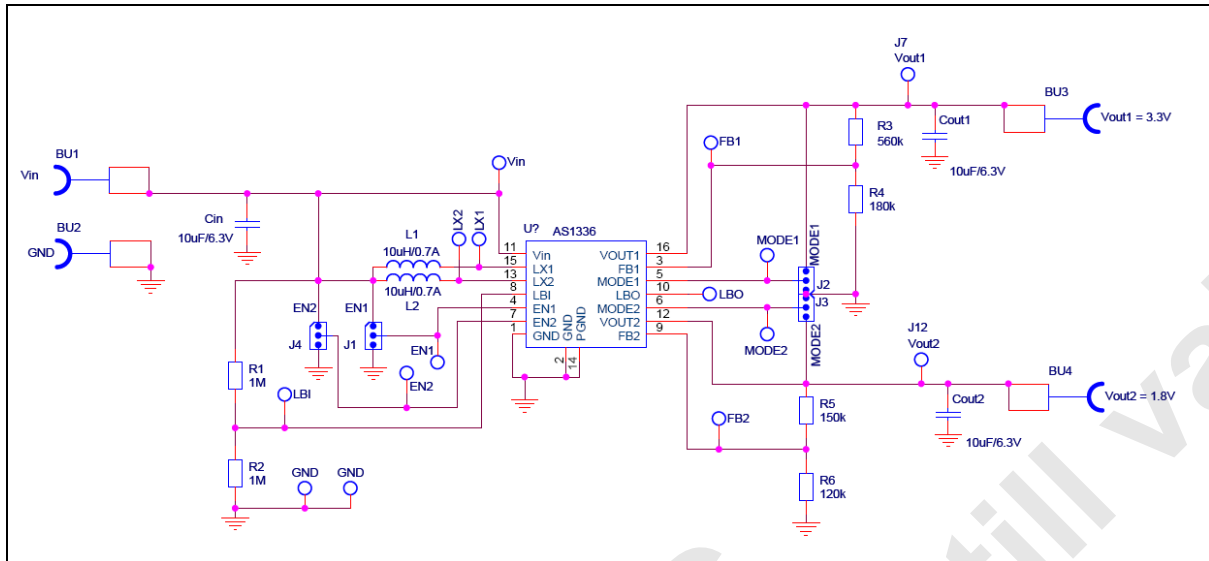 J7
Vout1
BU3
Vout1 = 3.3V
Cout1
10uF/6.3V
R3
560k
R4
180k
FB1
BU1
Vin
BU2
GND
Cin
10uF/6.3V
Vin
LX2
LX1
L1
10uH/0.7A
10uH/0.7A
L2
U?
AS1336
11
Vin
15
LX1
13
LX2
8
LBI
4
EN1
7
EN2
1
GND
2
GND
14
PGND
VOUT1
16
FB1
3
MODE1
5
LBO
10
MODE2
6
VOUT2
12
FB2
9
MODE1
MODE1
J2
J3
MODE2
LBO
MODE2
EN2
J4
EN1
J1
EN1
EN2
R1
1M
LBI
R2
1M
GND
GND
J12
Vout2
BU4
Vout2 = 1.8V
Cout2
10uF/6.3V
R5
150k
FB2
R6
120k
till va